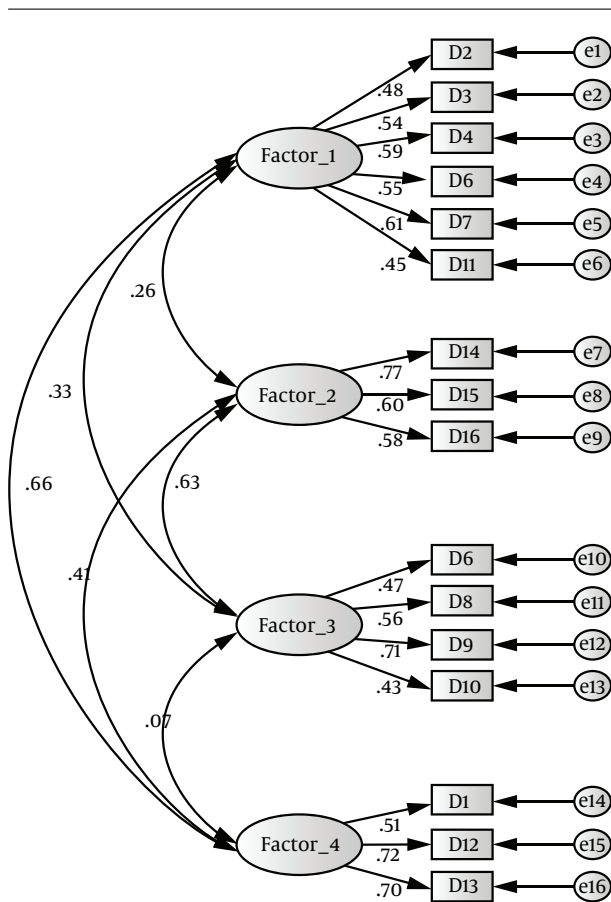 D2
e1
.48
D3
e2
.54
Factor_1
D4
e3
.59
D6
e4
.55
D7
e5
.61
D11
e6
.45
.26
D14
e7
.77
Factor_2
D15
e8
.60
D16
e9
.58
.33
.63
.66
.41
D6
e10
.47
D8
e11
.56
Factor_3
D9
e12
.71
D10
e13
.43
.07
D1
e14
.51
Factor_4
D12
e15
.72
D13
e16
.70